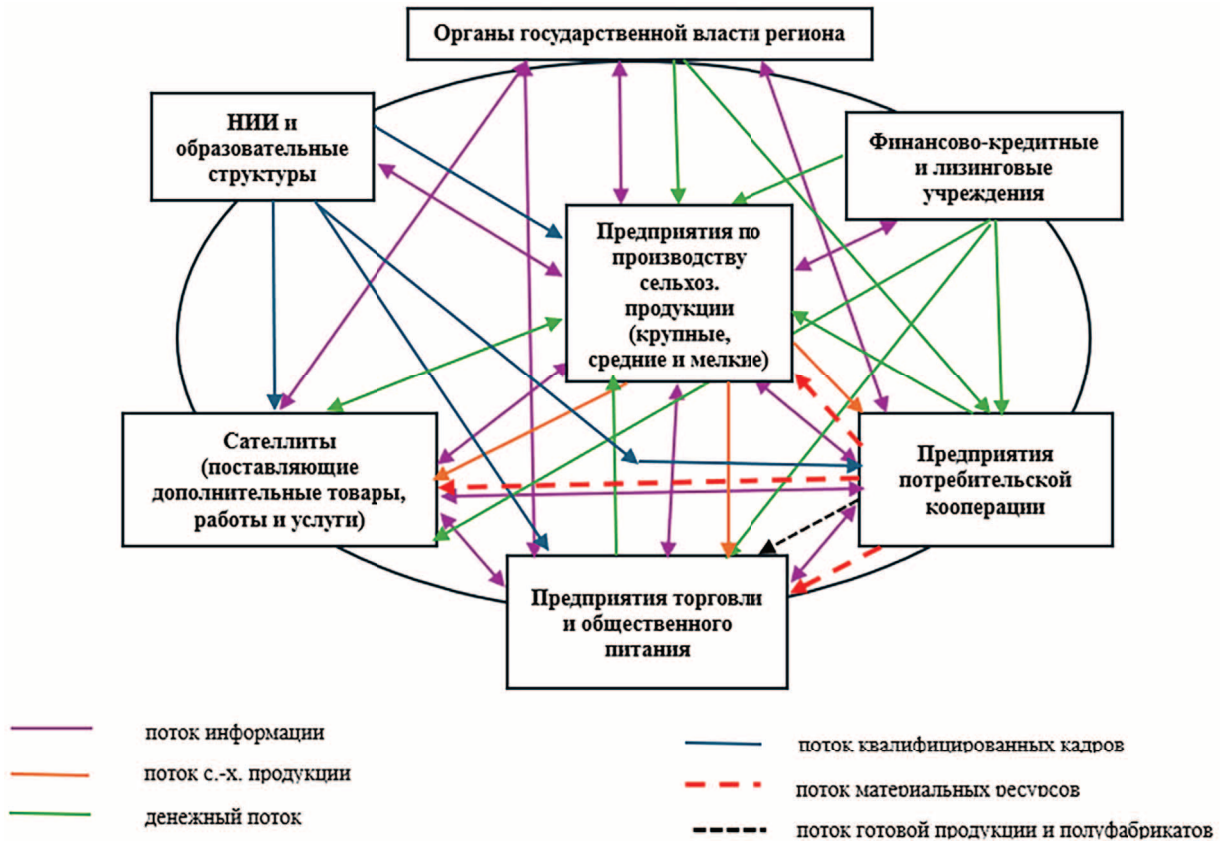 Органы государственной власти региона
НИИ и
образовательные
структуры
Финансово-кредитные
и лизинговые
учреждения
Предприятия по
производству
сельхоз.
продукции
(крупные,
средние и мелкие)
Сателлиты
(поставляющие
дополнительные товары,
работы и услуги)
Предприятия
потребительской
кооперации
Предприятия торговли
и общественного
питания
поток информации
поток с.-х. продукции
денежный поток
поток квалифицированных кадров
поток материальных ресурсов
поток готовой продукции и полуфабрикатов